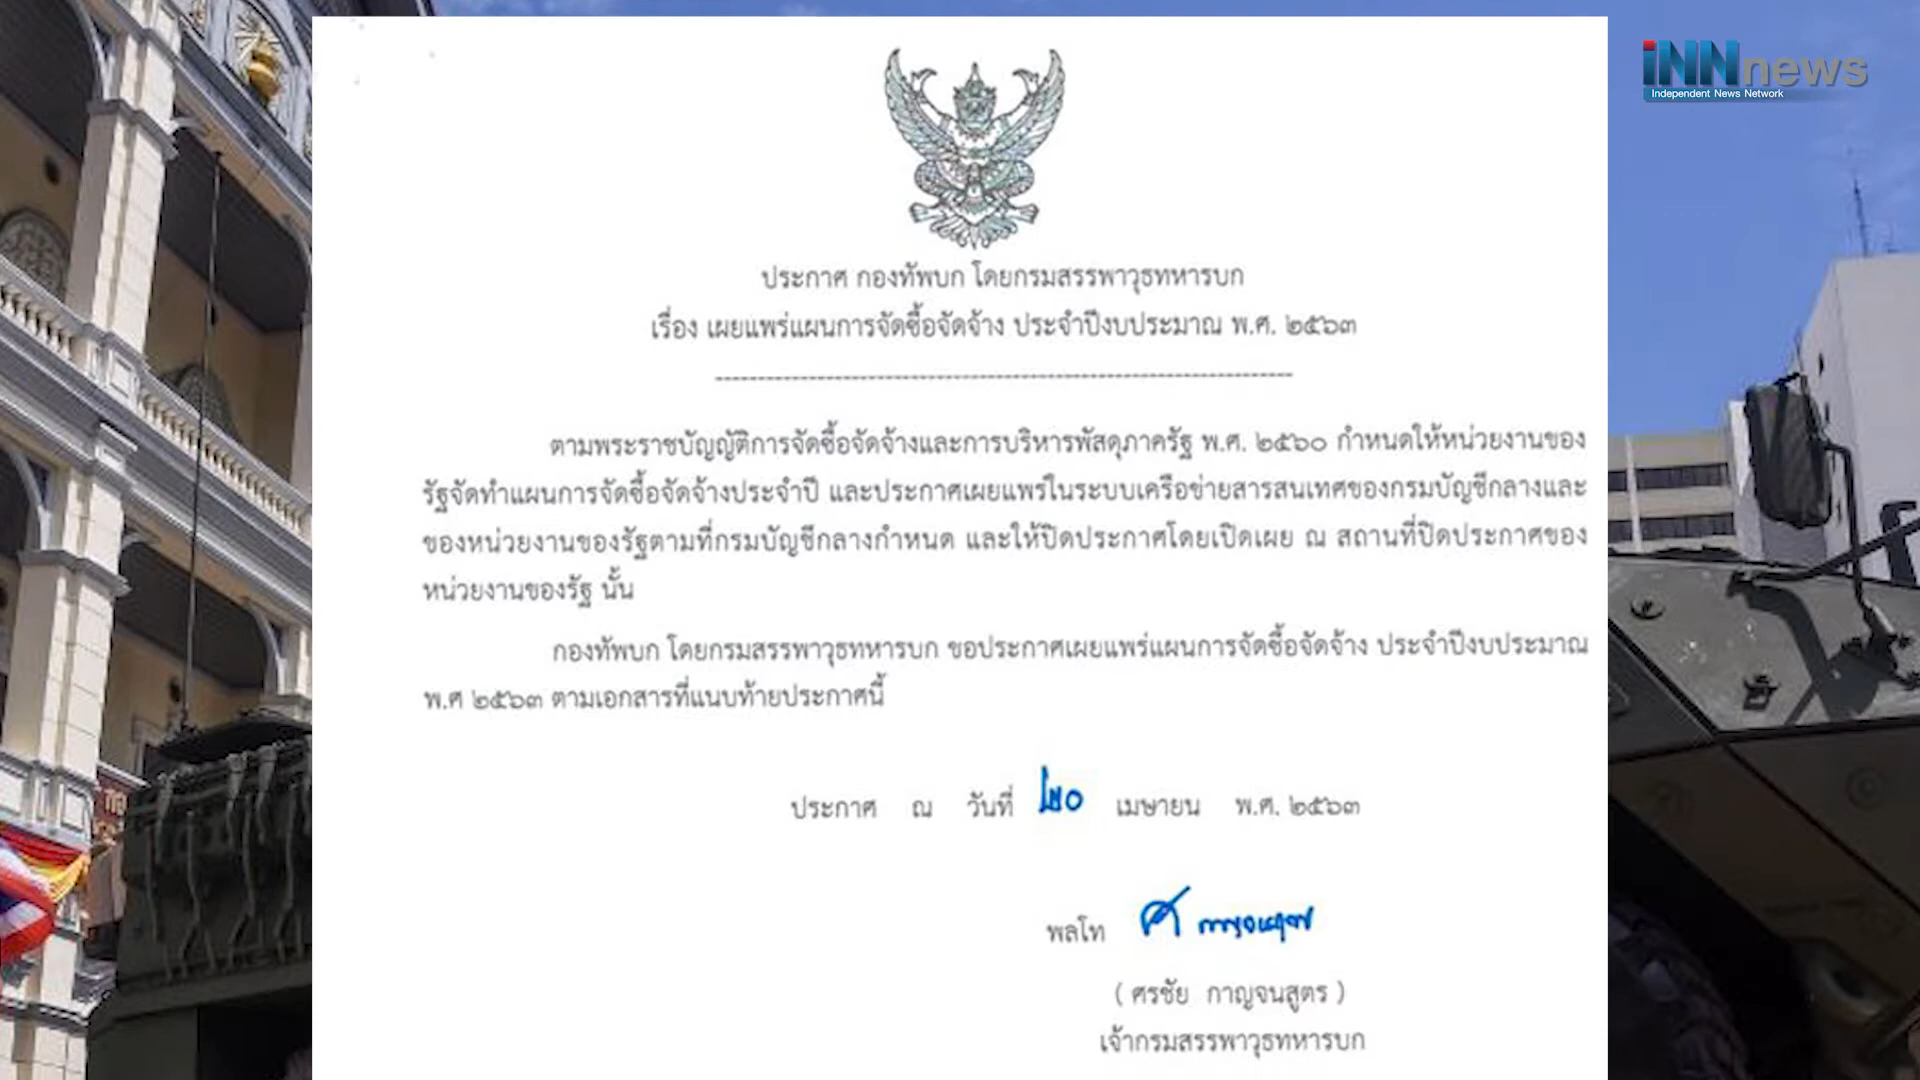 iNNnews
Independent News Network
ประกาศ กองทัพบก โดยกรมสรรพาวุธทหารบก
เรื่อง เผยแพร่แผนการจัดซื้อจัดจ้าง ประจำปีงบประมาณ พ.ศ. ๒๕๖๓
ตามพระราชบัญญัติการจัดซื้อจัดจ้างและการบริหารพัสดุภาครัฐ พ.ศ. ๒๕๖๐ กำหนดให้หน่วยงานของ
รัฐจัดทำแผนการจัดซื้อจัดจ้างประจำปี และประกาศเผยแพร่ในระบบเครือข่ายสารสนเทศของกรมบัญชีกลางและ
ของหน่วยงานของรัฐตามที่กรมบัญชีกลางกำหนด และให้ปิดประกาศโดยเปิดเผย ณ สถานที่ปิดประกาศของ
หน่วยงานของรัฐ นั้น
กองทัพบก โดยกรมสรรพาวุธทหารบก ขอประกาศเผยแพร่แผนการจัดซื้อจัดจ้าง ประจำปีงบประมาณ
พ.ศ ๒๕๖๓ ตามเอกสารที่แนบท้ายประกาศนี้
ประกาศ ณ วันที่ ๒๐ เมษายน พ.ศ. ๒๕๖๓
พลโท
( ศรชัย กาญจนสูตร )
เจ้ากรมสรรพาวุธทหารบก